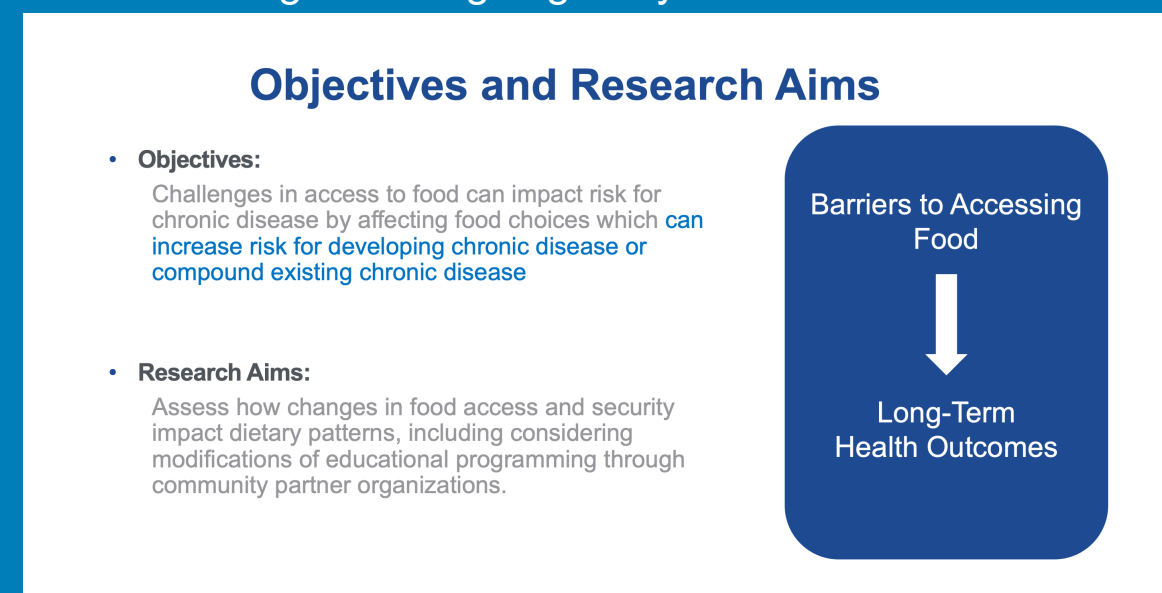 Objectives and Research Aims
• Objectives:
Challenges in access to food can impact risk for
chronic disease by affecting food choices which can
increase risk for developing chronic disease or
compound existing chronic disease
• Research Aims:
Assess how changes in food access and security
impact dietary patterns, including considering
modifications of educational programming through
community partner organizations.
Barriers to Accessing
Food
Long-Term
Health Outcomes